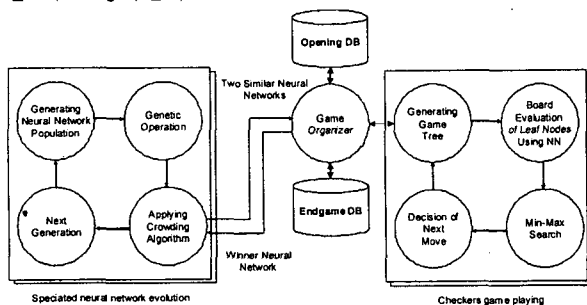 Opening DB
Two Similar Neural
Networks
Generating
Neural Network
Population
Genetic
Operation
Game
Organizer
Generating
Game
Tree
Board
Evaluation
of Leaf Nodes
Using NN
Next
Generation
Applying
Crowding
Algorithm
Endgame DB
Decision of
Next
Move
Min-Max
Search
Winner Neural
Network
Speciated neural network evolution
Checkers game playing